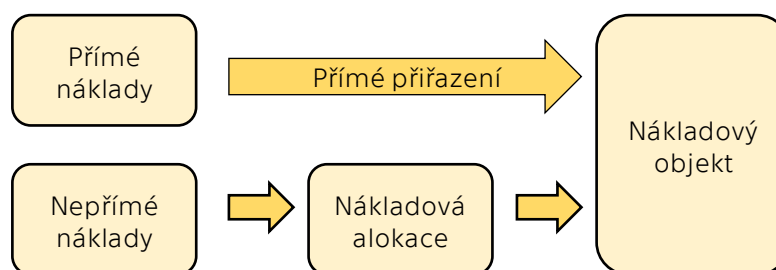 Přímé
náklady
Přímé přiřazení
Nákladový
objekt
Nepřímé
náklady
Nákladová
alokace